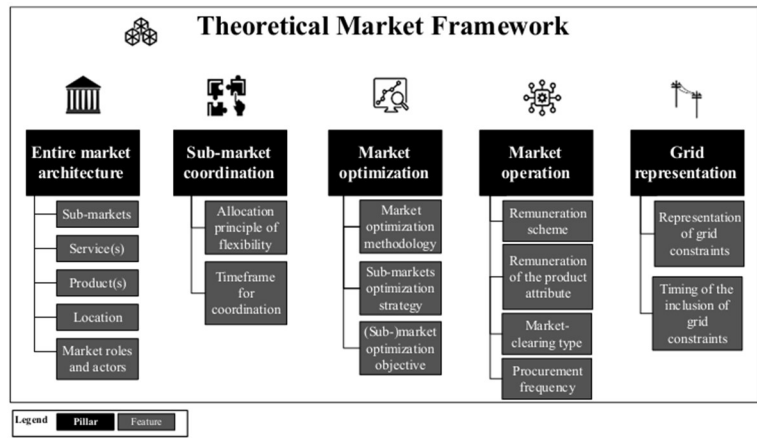 Theoretical Market Framework
Entire market
architecture
Sub-markets
Service(s)
Product(s)
Location
Market roles
and actors
Sub-market
coordination
Allocation
principle of
flexibility
Timeframe
for
coordination
Market
optimization
Market
optimization
methodology
Sub-markets
optimization
strategy
(Sub-)market
optimization
objective
Market
operation
Remuneration
scheme
Remuneration
of the product
attribute
Market-
clearing type
Procurement
frequency
Grid
representation
Representation
of grid
constraints
Timing of the
inclusion of
grid
constraints
Legend
Pillar
Feature